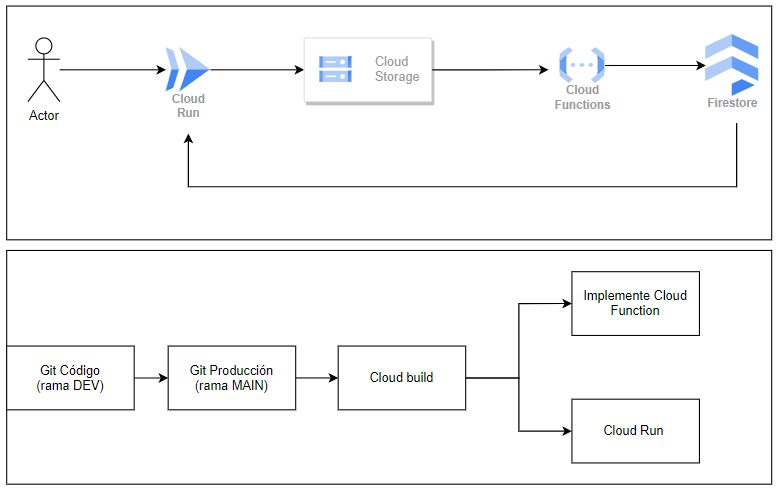 Actor
Cloud
Run
Cloud
Storage
Cloud
Functions
Firestore
Git Código
(rama DEV)
Git Producción
(rama MAIN)
Cloud build
Implemente Cloud
Function
Cloud Run